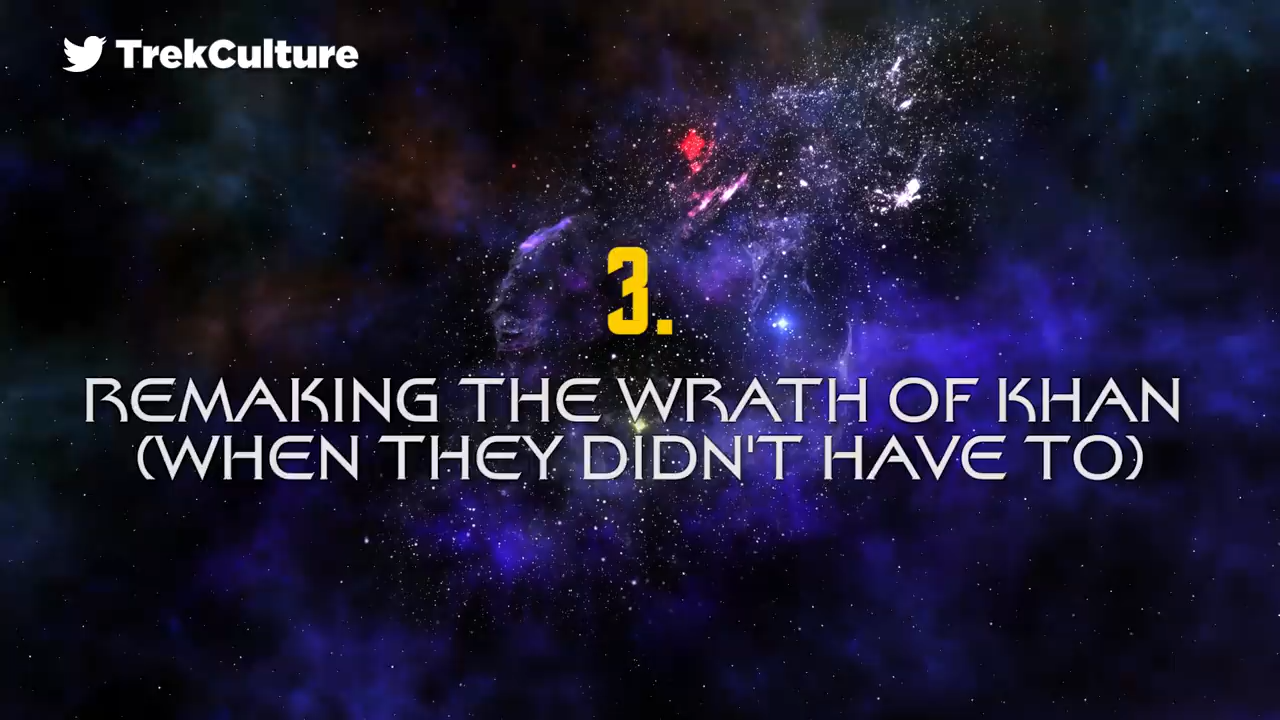 TrekCulture
3.
REMAKING THE WRATH OF KHAN
(WHEN THEY DIDN'T HAVE TO)